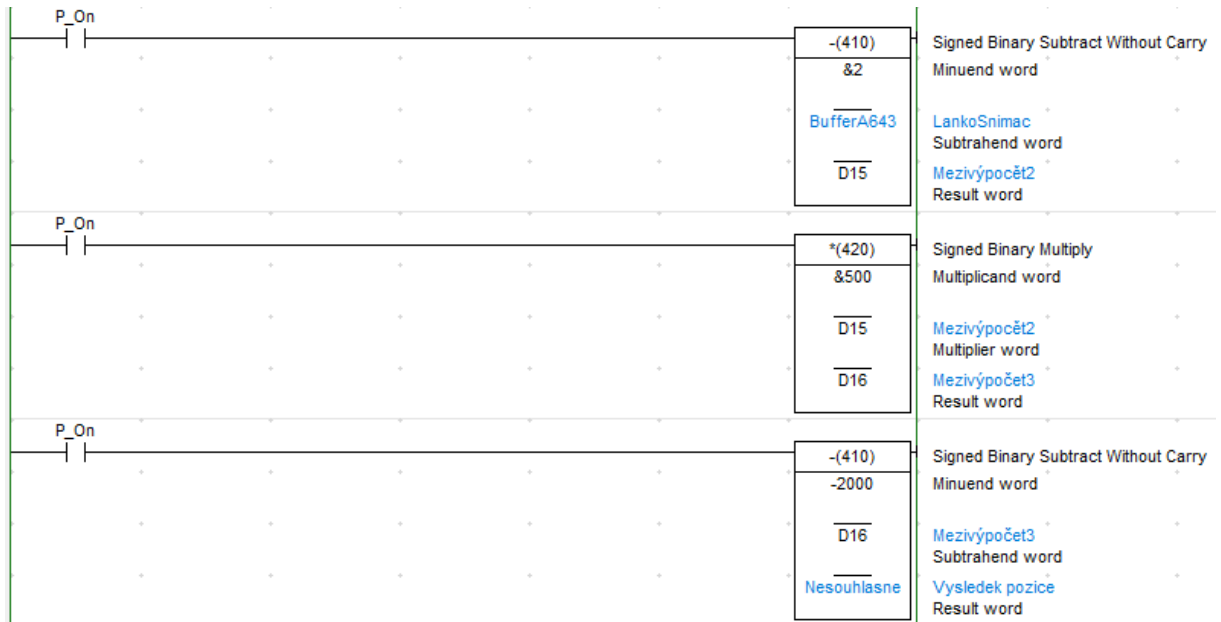 P_On
-(410) Signed Binary Subtract Without Carry
&2 Minuend word
BufferA643 LankoSnimac
Subtrahend word
D15 Mezivýpocět2
Result word
P_On
*(420) Signed Binary Multiply
&500 Multiplicand word
D15 Mezivýpocět2
Multiplier word
D16 Mezivýpočet3
Result word
P_On
-(410) Signed Binary Subtract Without Carry
-2000 Minuend word
D16 Mezivýpočet3
Subtrahend word
Nesouhlasne Vysledek pozice
Result word